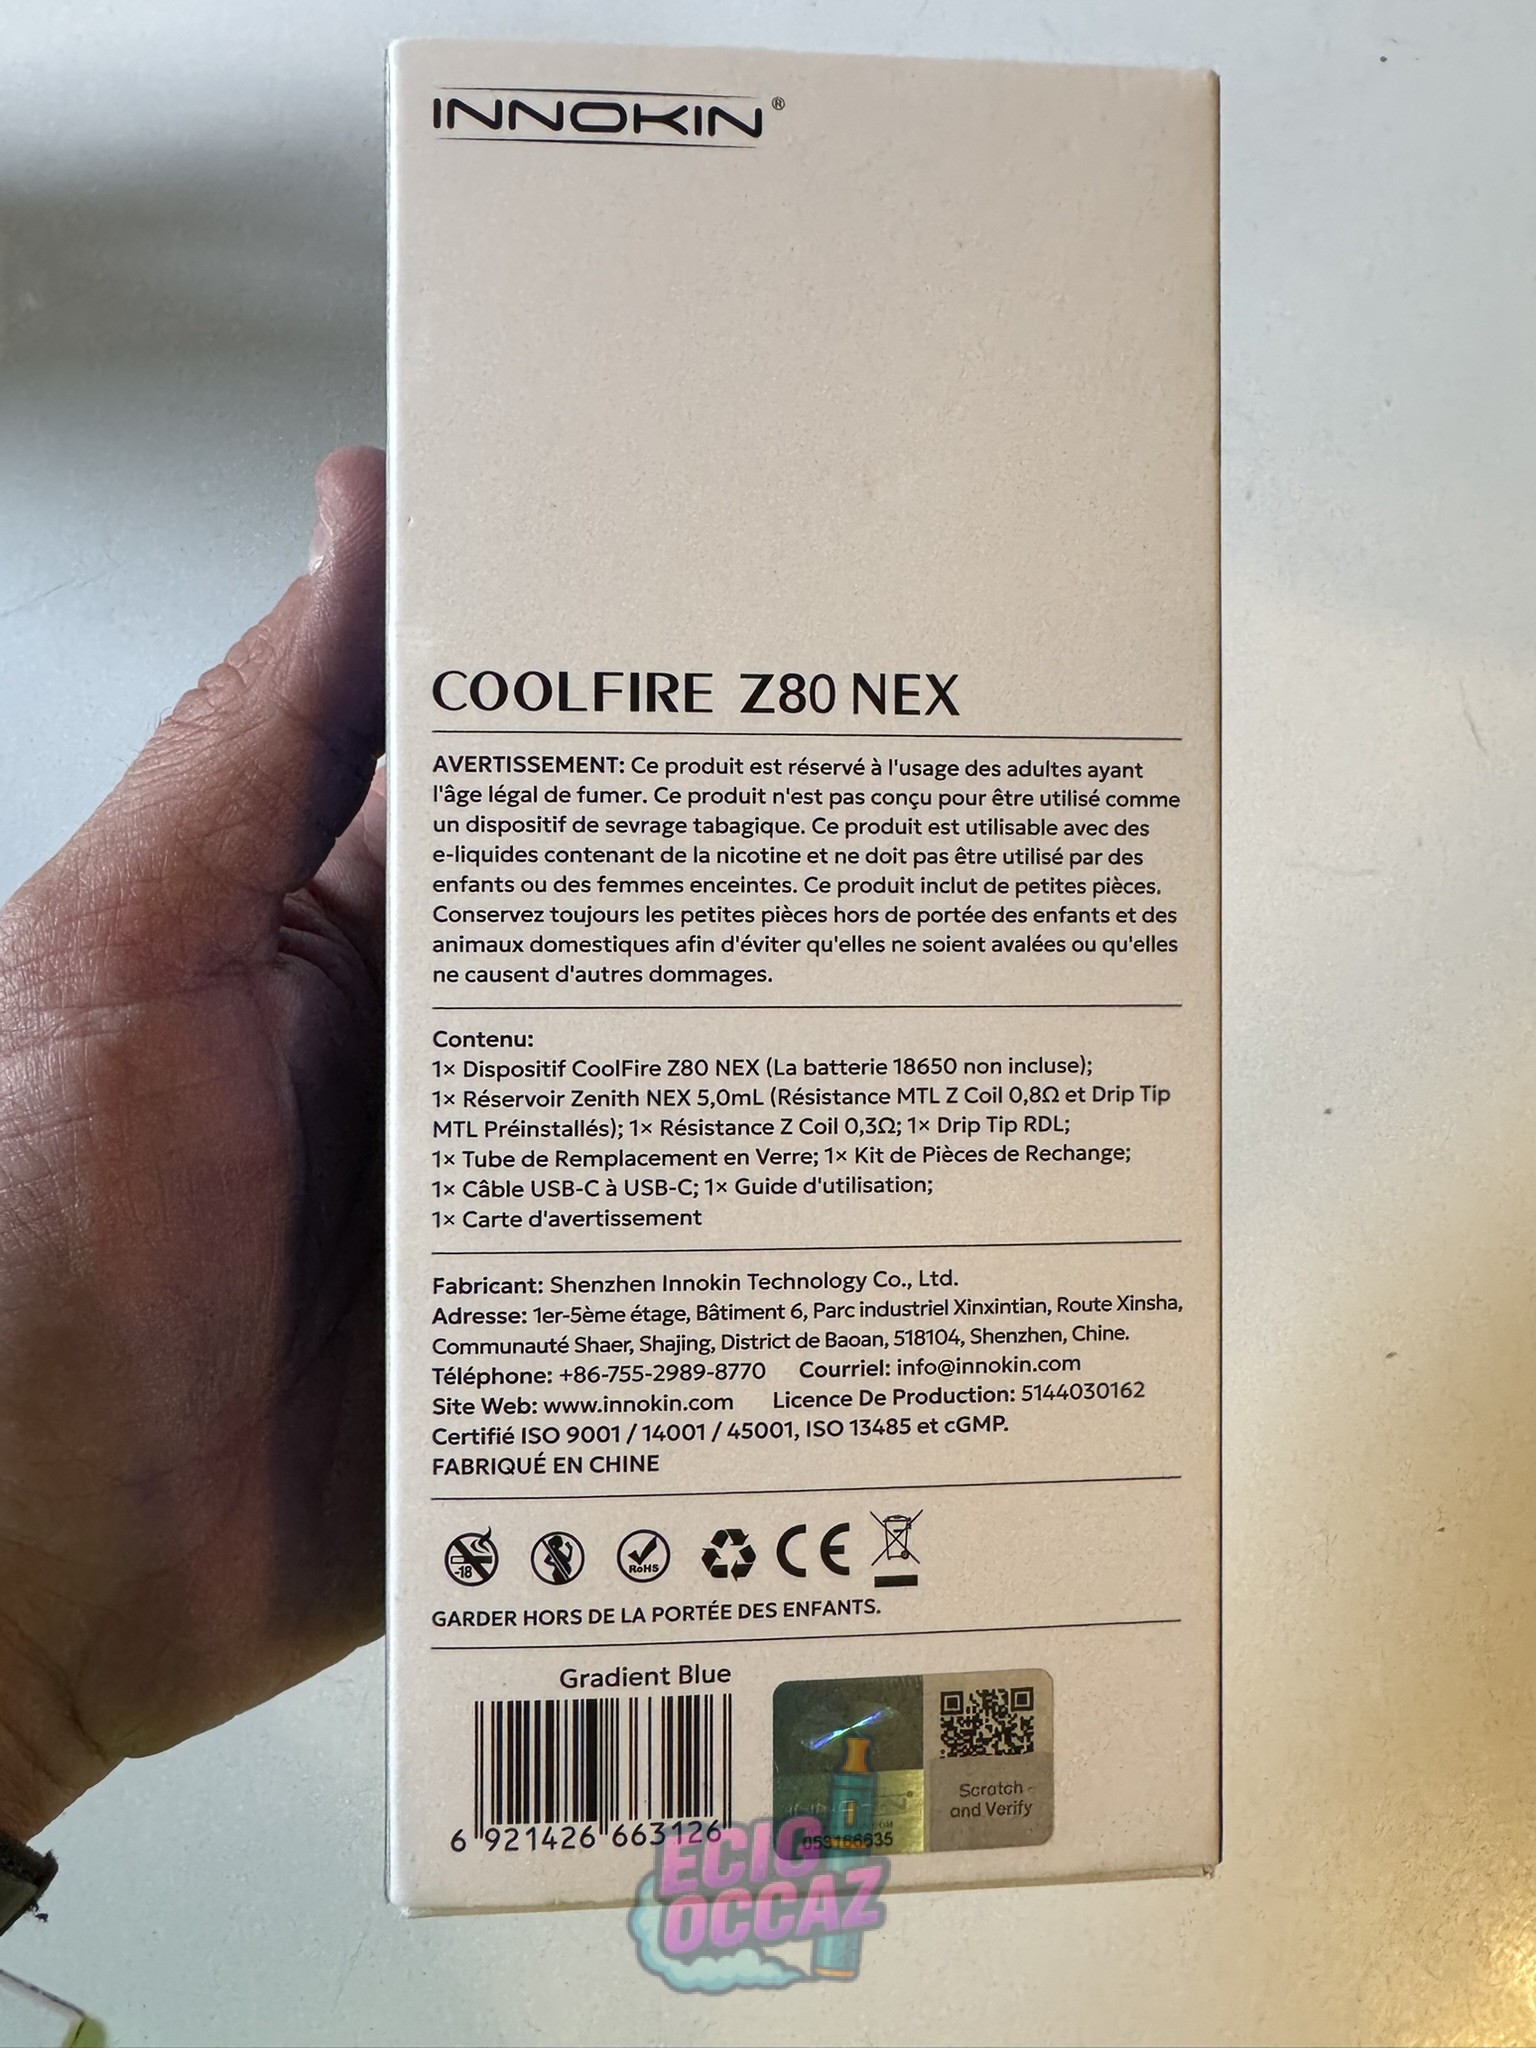 INNOKIN®
COOLFIRE Z80 NEX
AVERTISSEMENT: Ce produit est réservé à l'usage des adultes ayant
l'âge légal de fumer. Ce produit n'est pas conçu pour être utilisé comme
un dispositif de sevrage tabagique. Ce produit est utilisable avec des
e-liquides contenant de la nicotine et ne doit pas être utilisé par des
enfants ou des femmes enceintes. Ce produit inclut de petites pièces.
Conservez toujours les petites pièces hors de portée des enfants et des
animaux domestiques afin d'éviter qu'elles ne soient avalées ou qu'elles
ne causent d'autres dommages.
Contenu:
1× Dispositif CoolFire Z80 NEX (La batterie 18650 non incluse);
1× Réservoir Zenith NEX 5,0mL (Résistance MTL Z Coil 0,8Ω et Drip Tip
MTL Préinstallés); 1× Résistance Z Coil 0,3Ω; 1× Drip Tip RDL;
1× Tube de Remplacement en Verre; 1× Kit de Pièces de Rechange;
1× Câble USB-C à USB-C; 1× Guide d'utilisation;
1× Carte d'avertissement
Fabricant: Shenzhen Innokin Technology Co., Ltd.
Adresse: 1er-5ème étage, Bâtiment 6, Parc industriel Xinxintian, Route Xinsha,
Communauté Shaer, Shajing, District de Baoan, 518104, Shenzhen, Chine.
Téléphone: +86-755-2989-8770 Courriel: info@innokin.com
Site Web: www.innokin.com Licence De Production: 5144030162
Certifié ISO 9001 / 14001 / 45001, ISO 13485 et cGMP.
FABRIQUÉ EN CHINE
-18 RoHS CE
GARDER HORS DE LA PORTÉE DES ENFANTS.
Gradient Blue
6 921426 663126
Scratch
and Verify
ECIG
OCCAZ